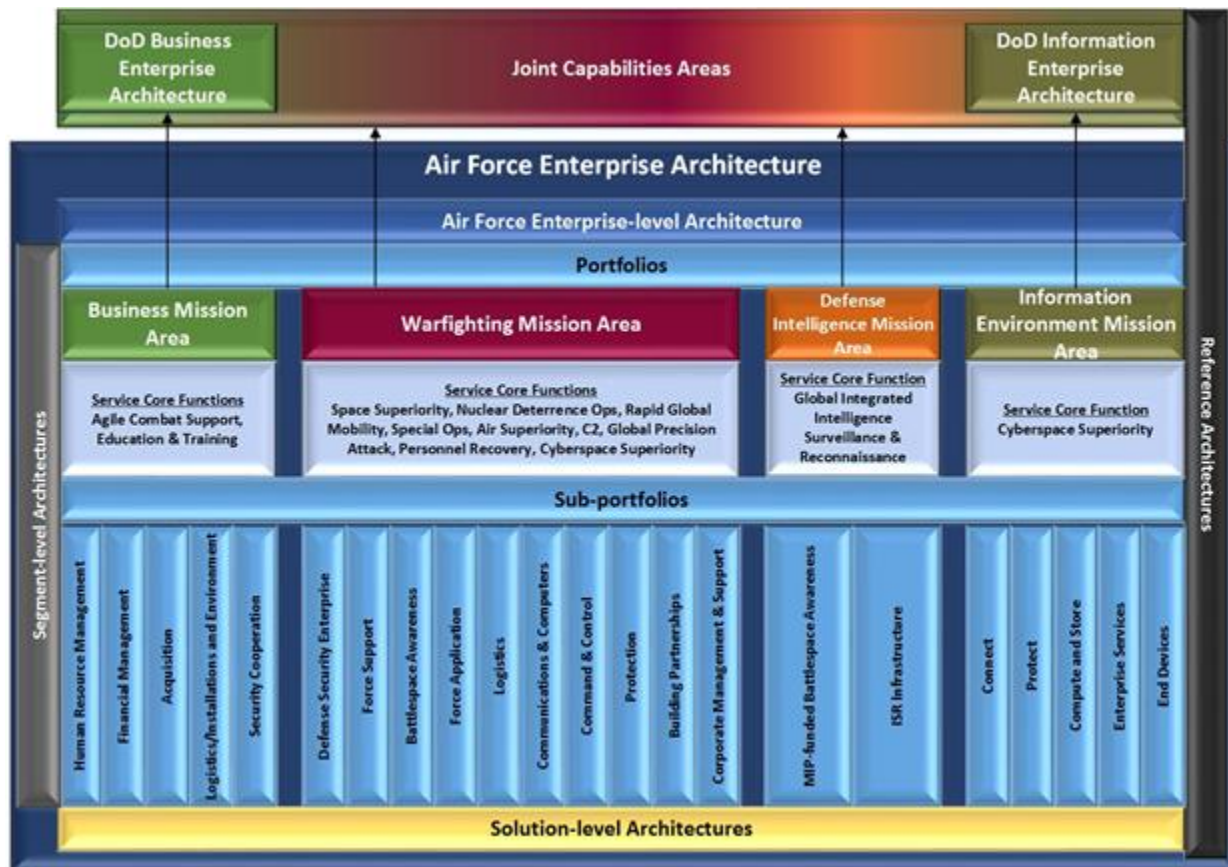 DoD Business
Enterprise
Architecture
Joint Capabilities Areas
DoD Information
Enterprise
Architecture
Air Force Enterprise Architecture
Air Force Enterprise-level Architecture
Portfolios
Business Mission
Area
Warfighting Mission Area
Defense
Intelligence Mission
Area
Information
Environment Mission
Area
Service Core Functions
Agile Combat Support,
Education & Training
Service Core Functions
Space Superiority, Nuclear Deterrence Ops, Rapid Global
Mobility, Special Ops, Air Superiority, C2, Global Precision
Attack, Personnel Recovery, Cyberspace Superiority
Service Core Function
Global Integrated
Intelligence
Surveillance &
Reconnaissance
Service Core Function
Cyberspace Superiority
Sub-portfolios
Segment-level Architectures
Human Resource Management
Financial Management
Acquisition
Logistics/Installations and Environment
Security Cooperation
Defense Security Enterprise
Force Support
Battlespace Awareness
Force Application
Logistics
Communications & Computers
Command & Control
Protection
Building Partnerships
Corporate Management & Support
MIP-funded Battlespace Awareness
ISR Infrastructure
Connect
Protect
Compute and Store
Enterprise Services
End Devices
Reference Architectures
Solution-level Architectures